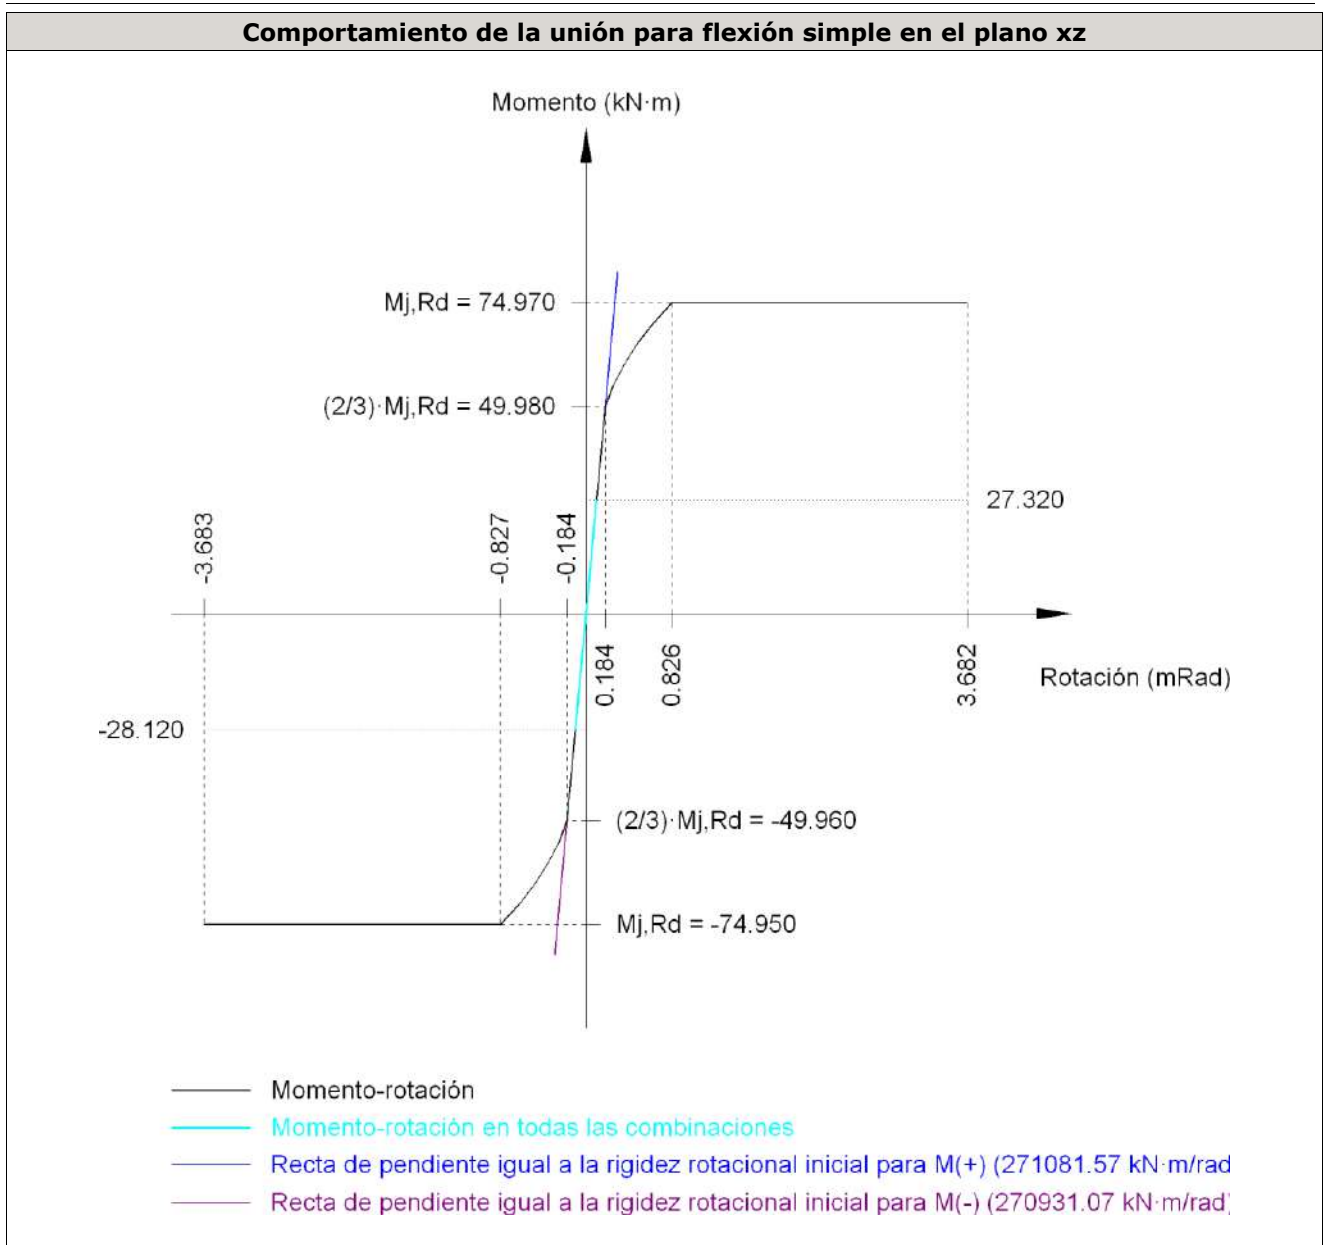 Comportamiento de la unión para flexión simple en el plano xz
Momento (kN·m)
Mj,Rd = 74.970
(2/3)·Mj,Rd = 49.980
27.320
-3.683
-0.827
-0.184
0.184
0.826
3.682
Rotación (mRad)
-28.120
(2/3)·Mj,Rd = -49.960
Mj,Rd = -74.950
Momento-rotación
Momento-rotación en todas las combinaciones
Recta de pendiente igual a la rigidez rotacional inicial para M(+) (271081.57 kN·m/rad
Recta de pendiente igual a la rigidez rotacional inicial para M(-) (270931.07 kN·m/rad)